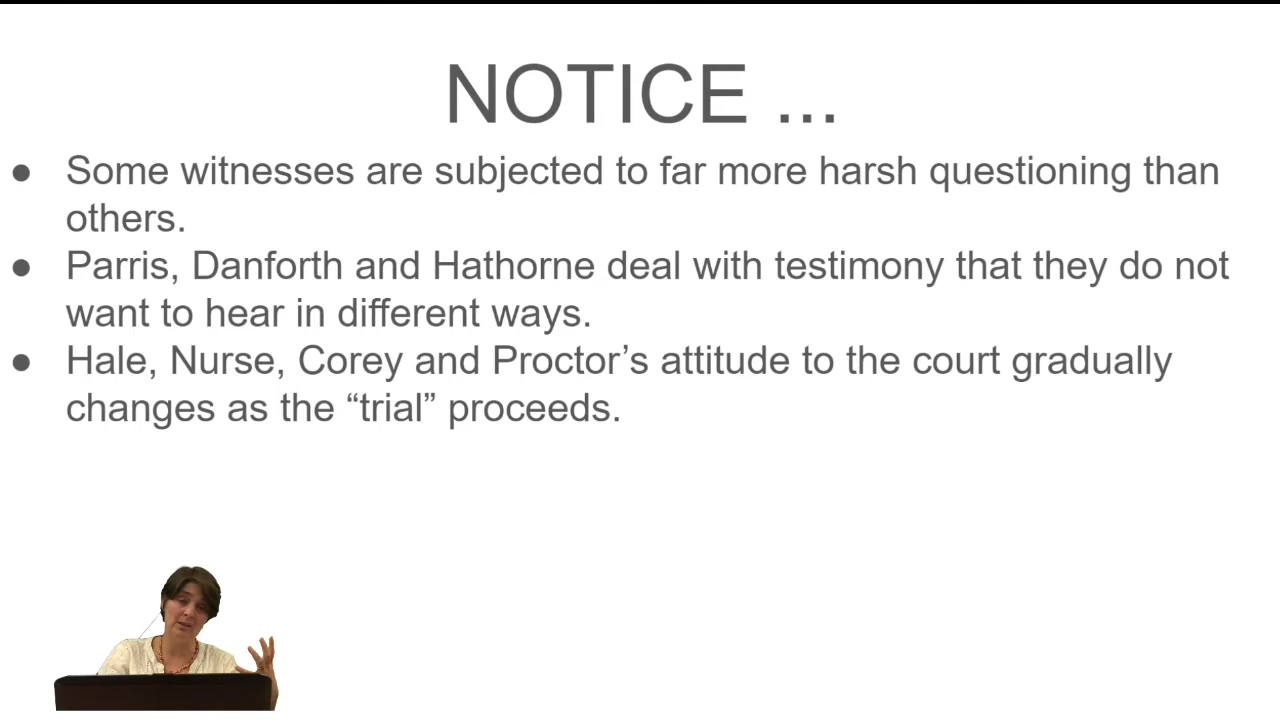 NOTICE ...
● Some witnesses are subjected to far more harsh questioning than
others.
● Parris, Danforth and Hathorne deal with testimony that they do not
want to hear in different ways.
● Hale, Nurse, Corey and Proctor’s attitude to the court gradually
changes as the “trial” proceeds.